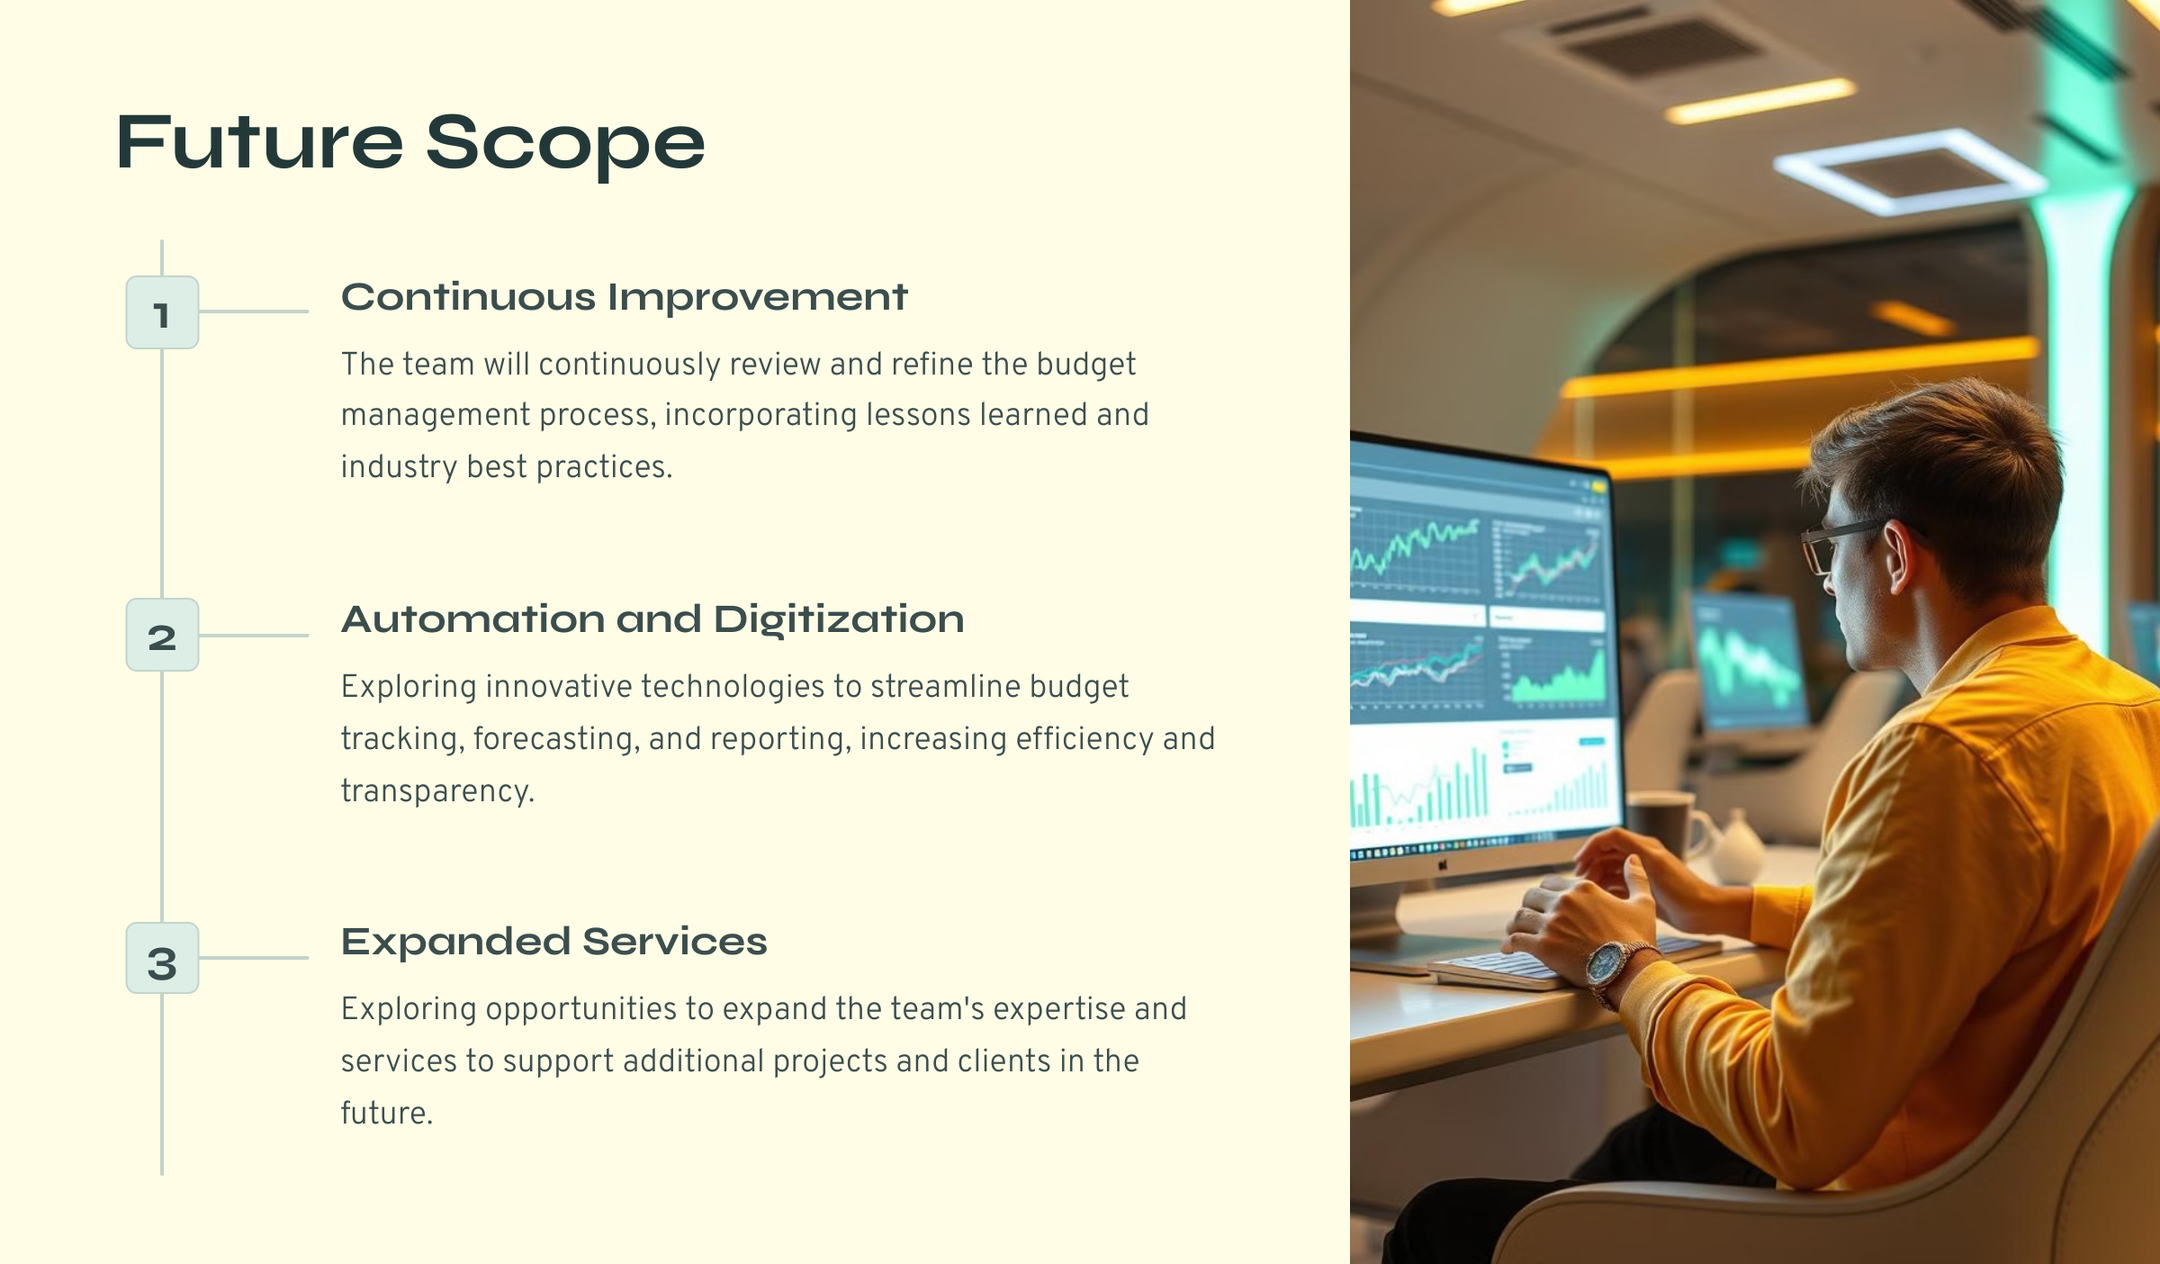 Future Scope
1
Continuous Improvement
The team will continuously review and refine the budget
management process, incorporating lessons learned and
industry best practices.
2
Automation and Digitization
Exploring innovative technologies to streamline budget
tracking, forecasting, and reporting, increasing efficiency and
transparency.
3
Expanded Services
Exploring opportunities to expand the team's expertise and
services to support additional projects and clients in the
future.